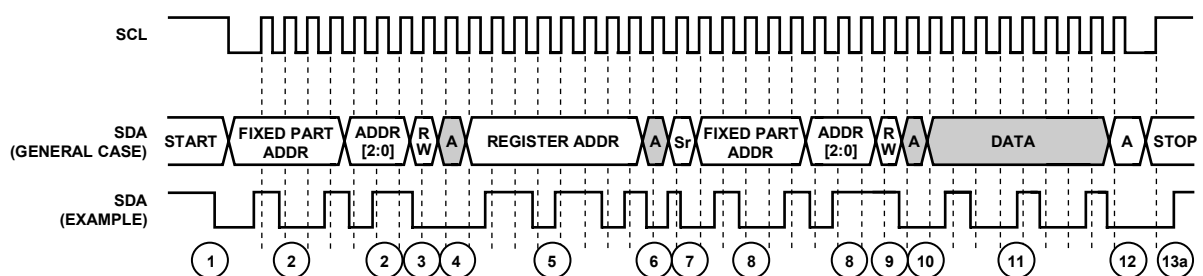 SCL
SDA
(GENERAL CASE)
START
FIXED PART
ADDR
ADDR
[2:0]
R
W
A
REGISTER ADDR
A
Sr
FIXED PART
ADDR
ADDR
[2:0]
R
W
A
DATA
A
STOP
SDA
(EXAMPLE)
1
2
2
3
4
5
6
7
8
8
9
10
11
12
13a